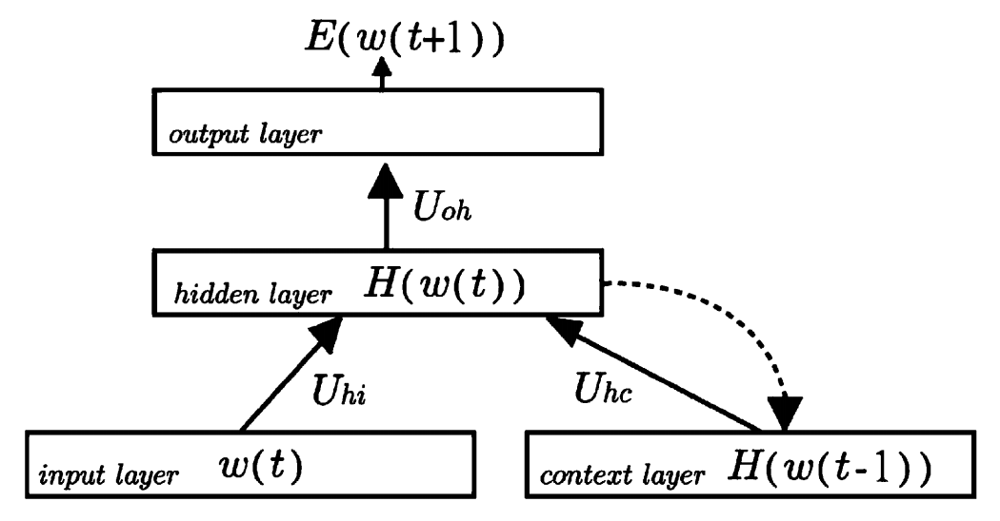 E(w(t+1))
output layer
Uoh
hidden layer H(w(t))
Uhi
Uhc
input layer w(t)
context layer H(w(t-1))